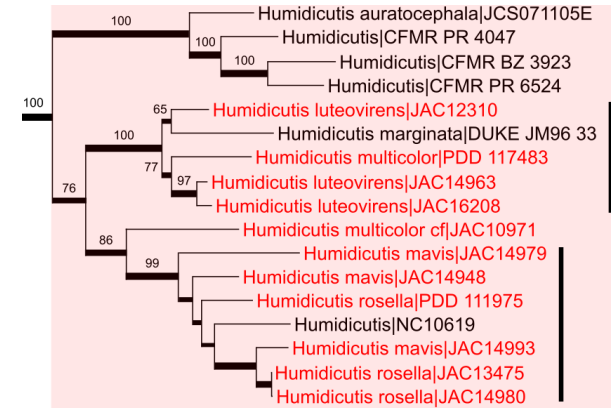 Humidicutis auratocephala|JCS071105E
100
Humidicutis|CFMR PR 4047
100
Humidicutis|CFMR BZ 3923
100
Humidicutis|CFMR PR 6524
100
Humidicutis luteovirens|JAC12310
65
Humidicutis marginata|DUKE JM96 33
100
Humidicutis multicolor|PDD 117483
77
Humidicutis luteovirens|JAC14963
97
76
Humidicutis luteovirens|JAC16208
Humidicutis multicolor cf|JAC10971
86
Humidicutis mavis|JAC14979
99
Humidicutis mavis|JAC14948
Humidicutis rosella|PDD 111975
Humidicutis|NC10619
Humidicutis mavis|JAC14993
Humidicutis rosella|JAC13475
Humidicutis rosella|JAC14980